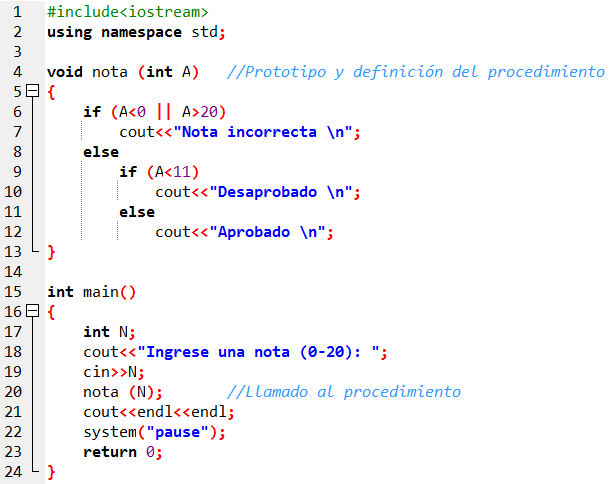 1 #include<iostream>
2 using namespace std;
3
4 void nota (int A)   //Prototipo y definición del procedimiento
5 {
6     if (A<0 || A>20)
7         cout<<"Nota incorrecta \n";
8     else
9         if (A<11)
10             cout<<"Desaprobado \n";
11         else
12             cout<<"Aprobado \n";
13 }
14
15 int main()
16 {
17     int N;
18     cout<<"Ingrese una nota (0-20): ";
19     cin>>N;
20     nota (N);       //Llamado al procedimiento
21     cout<<endl<<endl;
22     system("pause");
23     return 0;
24 }